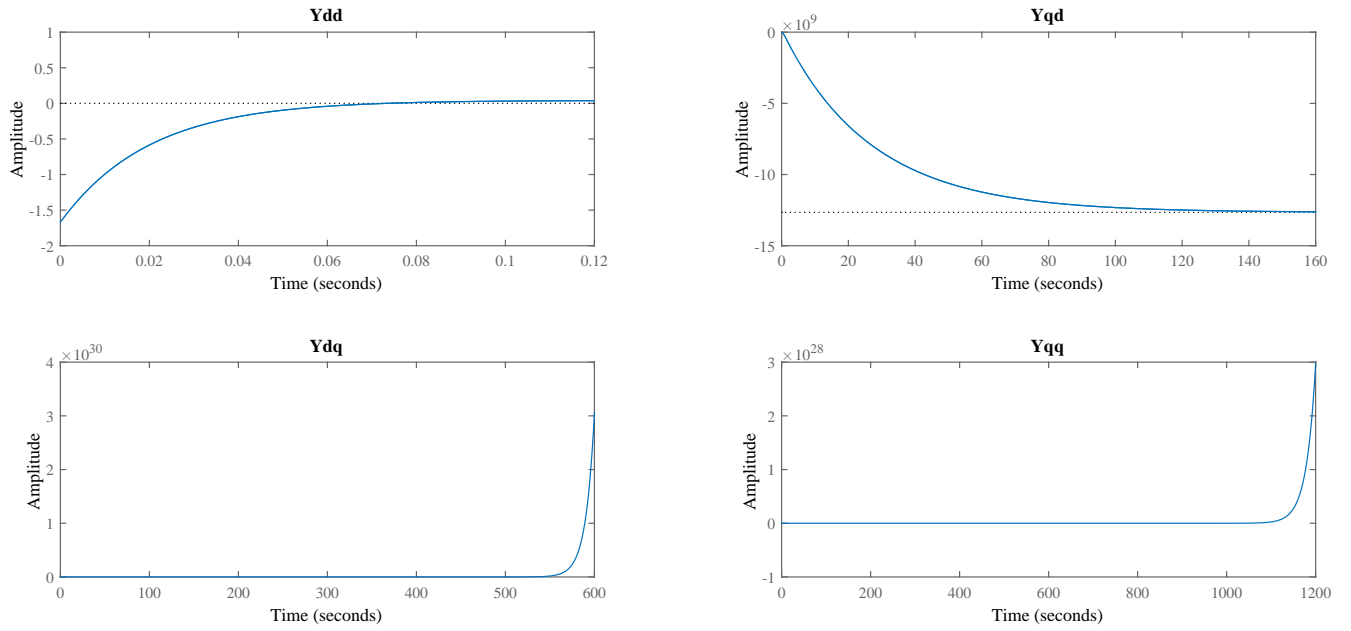 Ydd
1
0.5
0
-0.5
-1
-1.5
-2
Amplitude
0 0.02 0.04 0.06 0.08 0.1 0.12
Time (seconds)
Yqd
×10^9
0
-5
-10
-15
Amplitude
0 20 40 60 80 100 120 140 160
Time (seconds)
Ydq
×10^30
4
3
2
1
0
Amplitude
0 100 200 300 400 500 600
Time (seconds)
Yqq
×10^28
3
2
1
0
-1
Amplitude
0 200 400 600 800 1000 1200
Time (seconds)